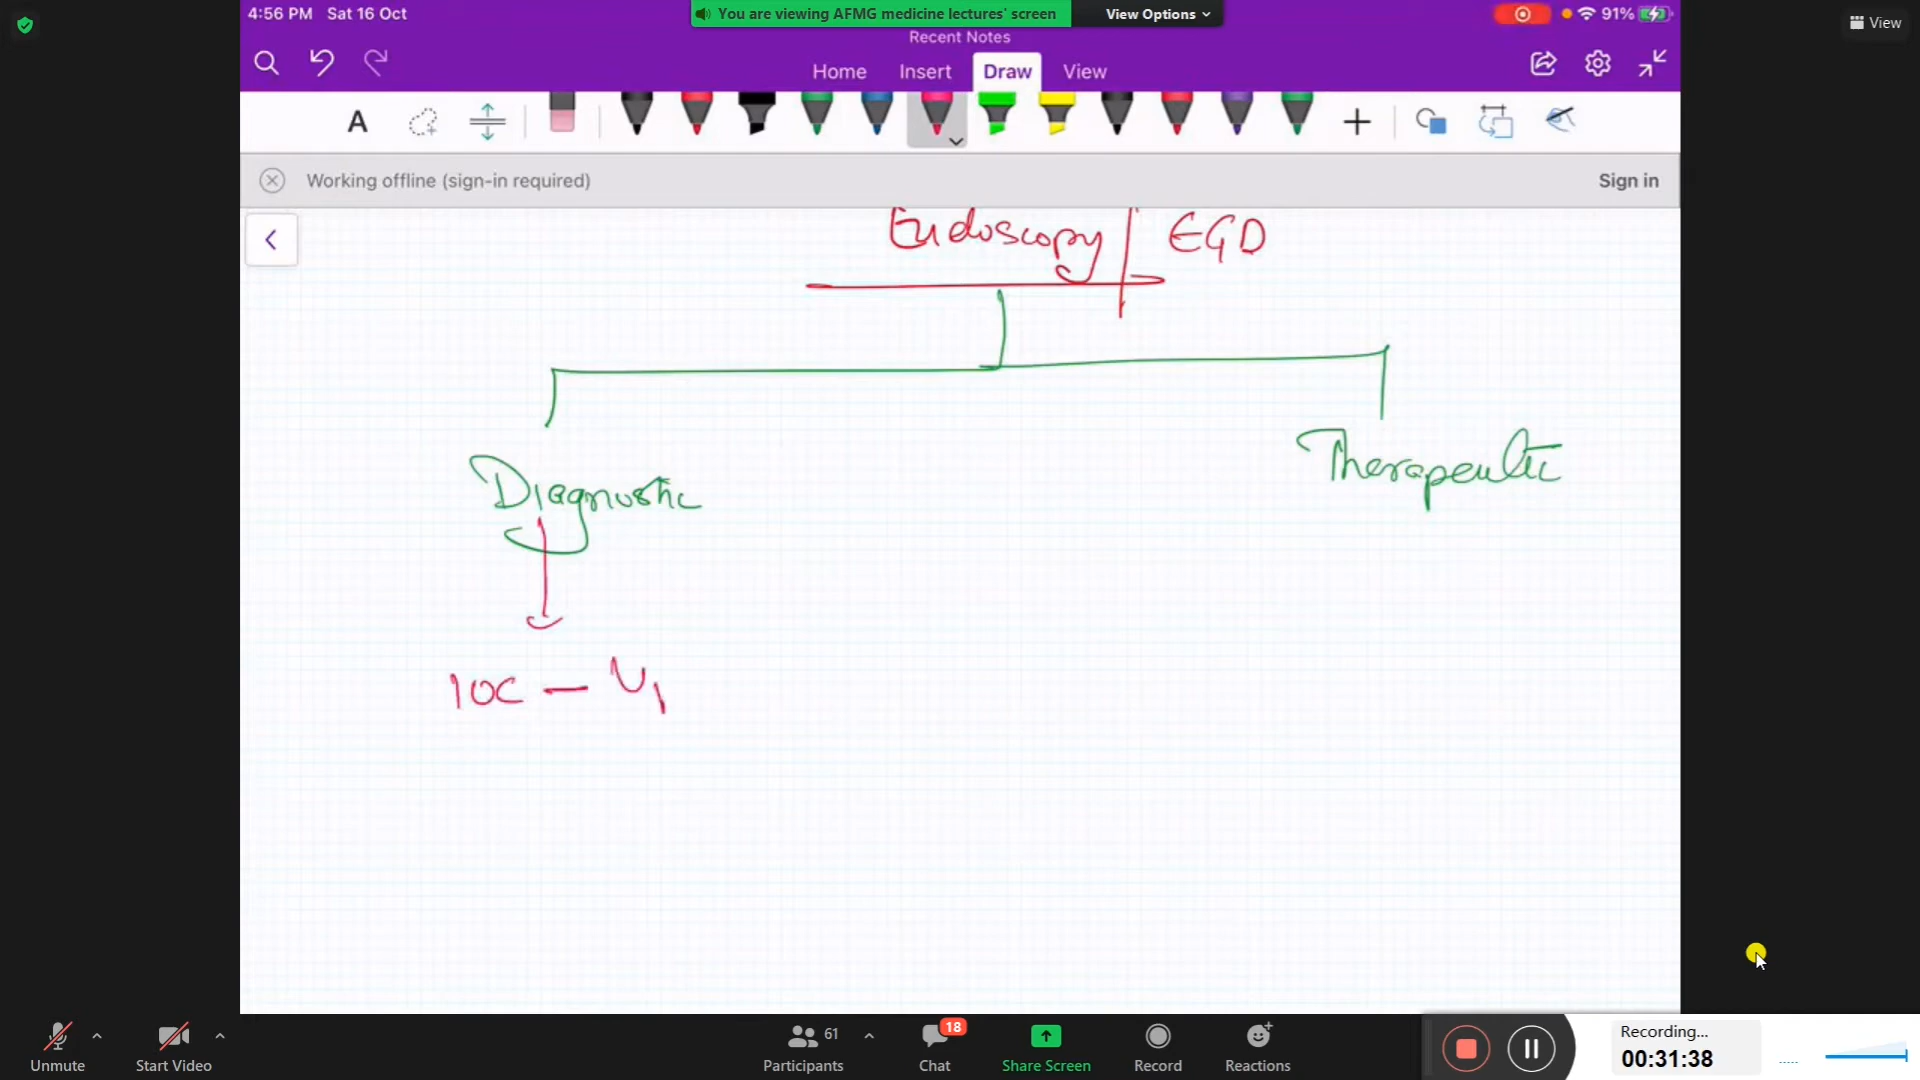 4:56 PM Sat 16 Oct
You are viewing AFMG medicine lectures' screen
View Options
91%
View
Recent Notes
Home Insert Draw View
A
Working offline (sign-in required)
Sign in
Endoscopy | EGD
Diagnostic
Therapeutic
IOC —
Unmute
Start Video
61
Participants
18
Chat
Share Screen
Record
Reactions
Recording...
00:31:38